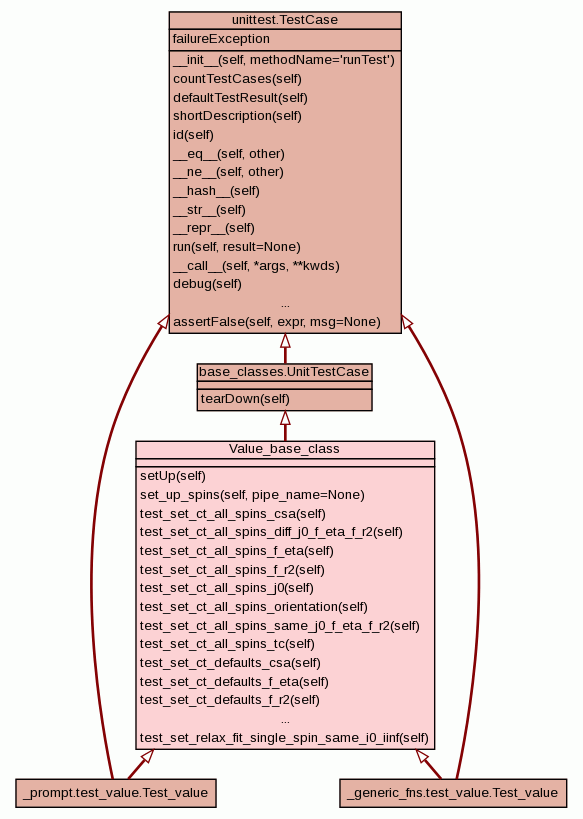 unittest.TestCase
failureException
__init__(self, methodName='runTest')
countTestCases(self)
defaultTestResult(self)
shortDescription(self)
id(self)
__eq__(self, other)
__ne__(self, other)
__hash__(self)
__str__(self)
__repr__(self)
run(self, result=None)
__call__(self, *args, **kwds)
debug(self)
...
assertFalse(self, expr, msg=None)
base_classes.UnitTestCase
tearDown(self)
Value_base_class
setUp(self)
set_up_spins(self, pipe_name=None)
test_set_ct_all_spins_csa(self)
test_set_ct_all_spins_diff_j0_f_eta_f_r2(self)
test_set_ct_all_spins_f_eta(self)
test_set_ct_all_spins_f_r2(self)
test_set_ct_all_spins_j0(self)
test_set_ct_all_spins_orientation(self)
test_set_ct_all_spins_same_j0_f_eta_f_r2(self)
test_set_ct_all_spins_tc(self)
test_set_ct_defaults_csa(self)
test_set_ct_defaults_f_eta(self)
test_set_ct_defaults_f_r2(self)
...
test_set_relax_fit_single_spin_same_i0_iinf(self)
_prompt.test_value.Test_value
_generic_fns.test_value.Test_value